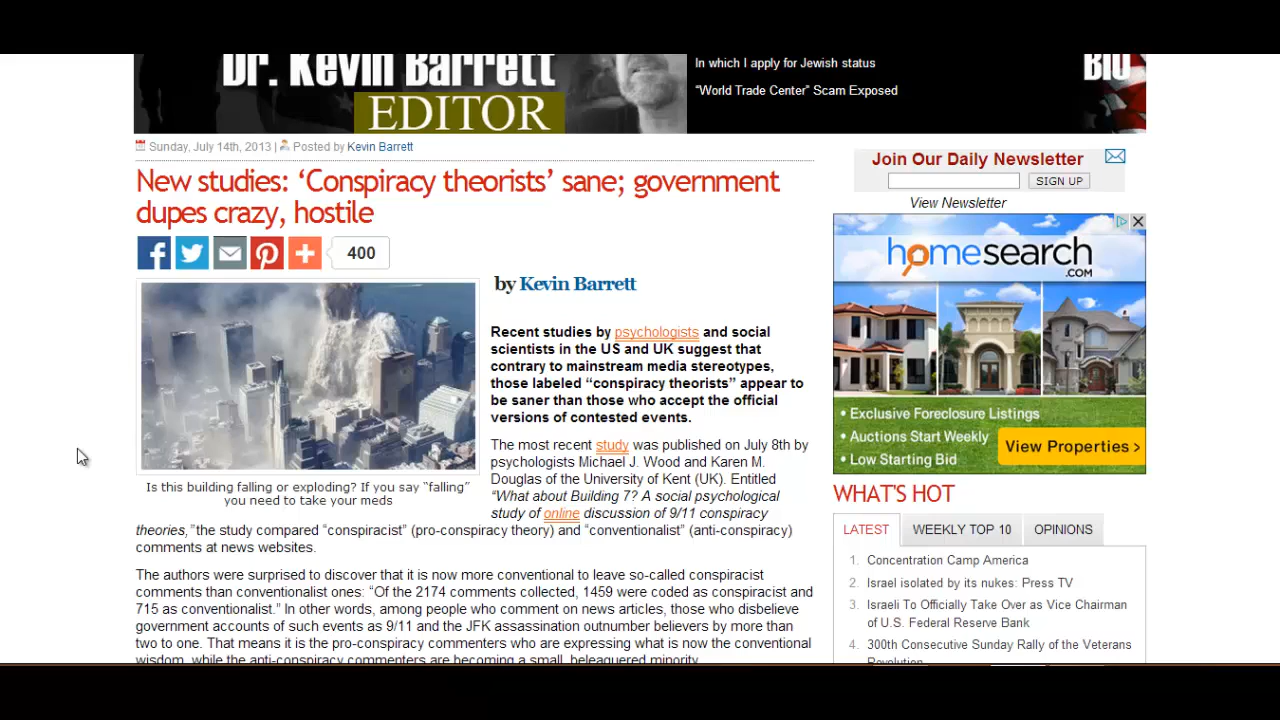 Dr. Kevin Barrett
EDITOR
In which I apply for Jewish status
“World Trade Center” Scam Exposed
BIO
Sunday, July 14th, 2013 | Posted by Kevin Barrett
New studies: ‘Conspiracy theorists’ sane; government
dupes crazy, hostile
400
by Kevin Barrett
Recent studies by psychologists and social
scientists in the US and UK suggest that
contrary to mainstream media stereotypes,
those labeled “conspiracy theorists” appear to
be saner than those who accept the official
versions of contested events.
The most recent study was published on July 8th by
psychologists Michael J. Wood and Karen M.
Douglas of the University of Kent (UK). Entitled
“What about Building 7? A social psychological
study of online discussion of 9/11 conspiracy
Is this building falling or exploding? If you say “falling”
you need to take your meds
theories,” the study compared “conspiracist” (pro-conspiracy theory) and “conventionalist” (anti-conspiracy)
comments at news websites.
The authors were surprised to discover that it is now more conventional to leave so-called conspiracist
comments than conventionalist ones: “Of the 2174 comments collected, 1459 were coded as conspiracist and
715 as conventionalist.” In other words, among people who comment on news articles, those who disbelieve
government accounts of such events as 9/11 and the JFK assassination outnumber believers by more than
two to one. That means it is the pro-conspiracy commenters who are expressing what is now the conventional
wisdom, while the anti-conspiracy commenters are becoming a small, beleaguered minority.
Join Our Daily Newsletter
SIGN UP
View Newsletter
homesearch
.COM
• Exclusive Foreclosure Listings
• Auctions Start Weekly
• Low Starting Bid
View Properties >
WHAT'S HOT
LATEST WEEKLY TOP 10 OPINIONS
1. Concentration Camp America
2. Israel isolated by its nukes: Press TV
3. Israeli To Officially Take Over as Vice Chairman
of U.S. Federal Reserve Bank
4. 300th Consecutive Sunday Rally of the Veterans
Revolution